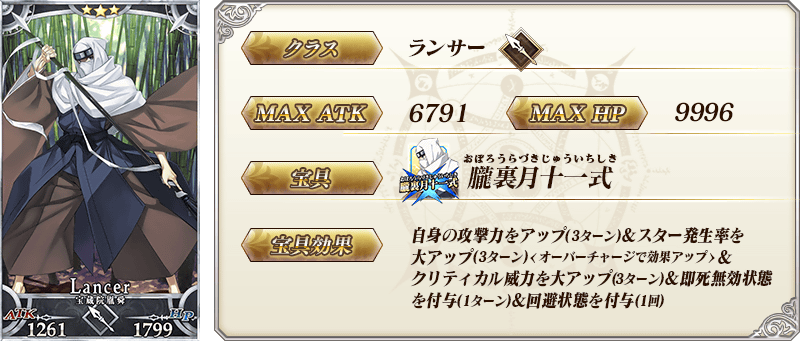 Lancer
宝蔵院胤舜
ATK
HP
1261
1799
クラス
ランサー
MAX ATK
6791
MAX HP
9996
宝具
おぼろうらづきじゅういちしき
朧裏月十一式
朧裏月十一式
宝具効果
自身の攻撃力をアップ(3ターン)&スター発生率を
大アップ(3ターン)<オーバーチャージで効果アップ>&
クリティカル威力を大アップ(3ターン)&即死無効状態
を付与(1ターン)&回避状態を付与(1回)